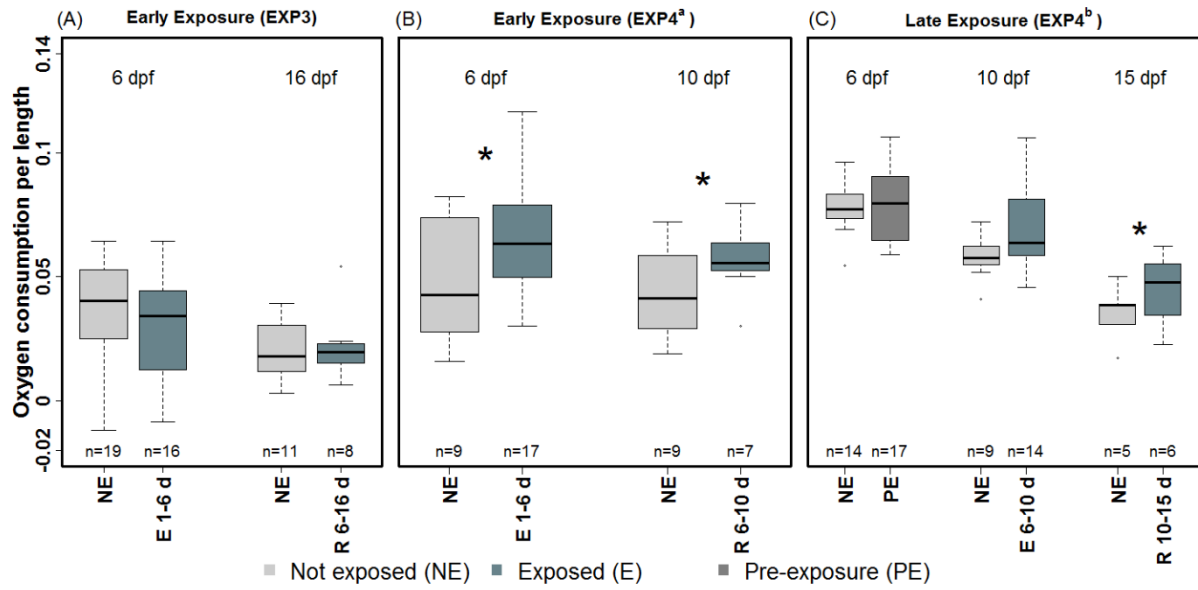 (A) Early Exposure (EXP3)
(B) Early Exposure (EXP4a)
(C) Late Exposure (EXP4b)
Oxygen consumption per length
0.14
0.1
0.05
0
-0.02
6 dpf 16 dpf
6 dpf 10 dpf
6 dpf 10 dpf 15 dpf
* *
*
n=19 n=16 n=11 n=8
n=9 n=17 n=9 n=7
n=14 n=17 n=9 n=14 n=5 n=6
NE
E 1-6 d
NE
R 6-16 d
NE
E 1-6 d
NE
R 6-10 d
NE
PE
NE
E 6-10 d
NE
R 10-15 d
Not exposed (NE) Exposed (E) Pre-exposure (PE)